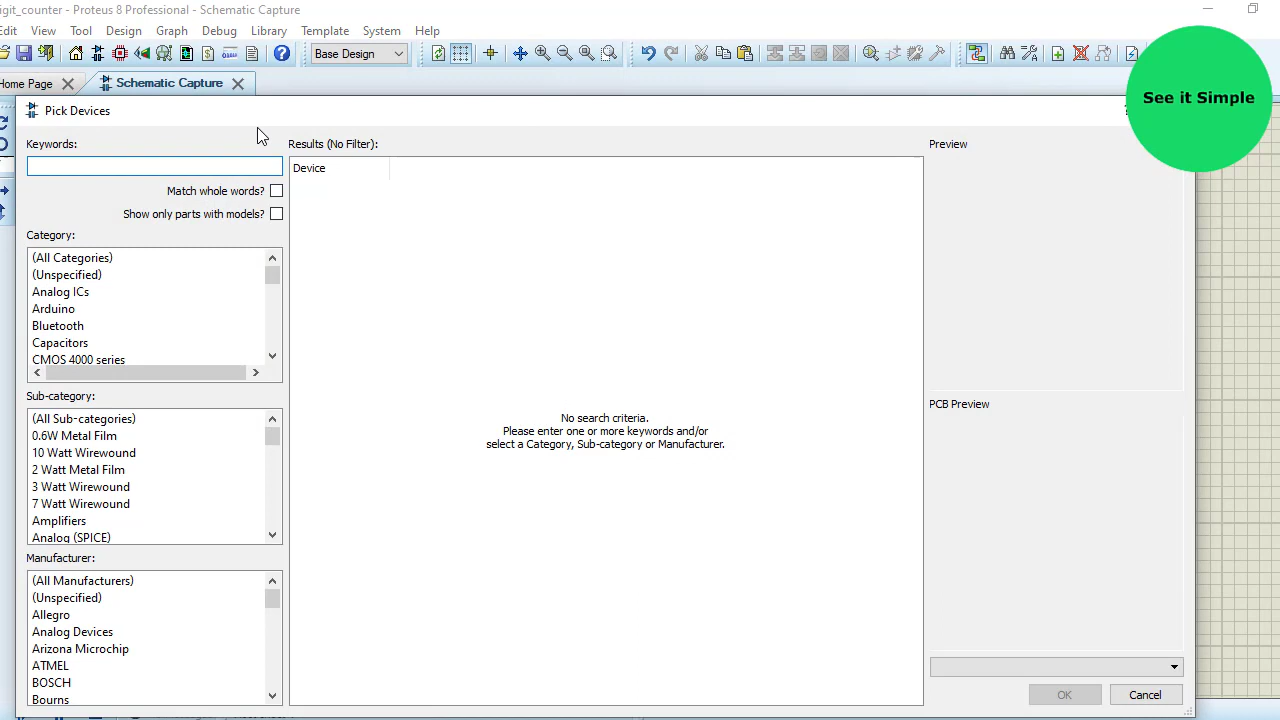 igit_counter - Proteus 8 Professional - Schematic Capture
Edit View Tool Design Graph Debug Library Template System Help
Base Design
Home Page
Schematic Capture
See it Simple
Pick Devices
Keywords:
Results (No Filter):
Preview
Device
Match whole words?
Show only parts with models?
Category:
(All Categories)
(Unspecified)
Analog ICs
Arduino
Bluetooth
Capacitors
CMOS 4000 series
Sub-category:
(All Sub-categories)
0.6W Metal Film
10 Watt Wirewound
2 Watt Metal Film
3 Watt Wirewound
7 Watt Wirewound
Amplifiers
Analog (SPICE)
No search criteria.
Please enter one or more keywords and/or
select a Category, Sub-category or Manufacturer.
PCB Preview
Manufacturer:
(All Manufacturers)
(Unspecified)
Allegro
Analog Devices
Arizona Microchip
ATMEL
BOSCH
Bourns
OK
Cancel